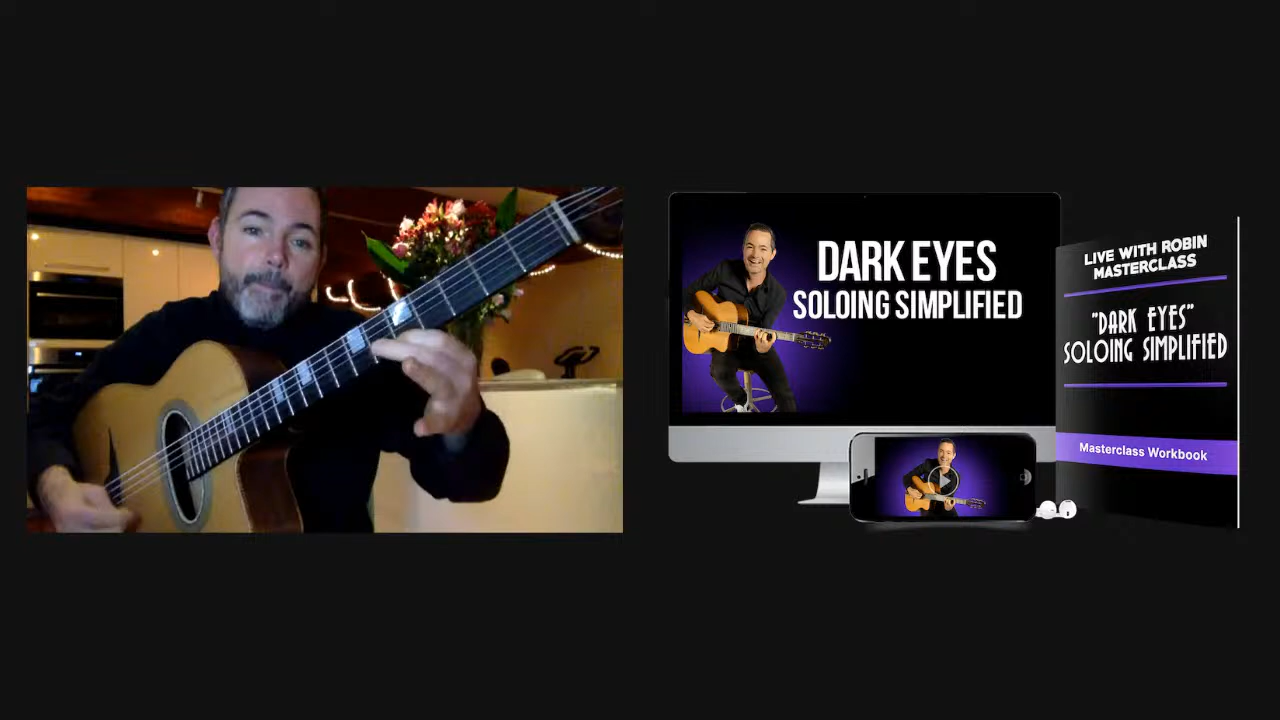 DARK EYES
SOLOING SIMPLIFIED
LIVE WITH ROBIN
MASTERCLASS
"DARK EYES"
SOLOING SIMPLIFIED
Masterclass Workbook